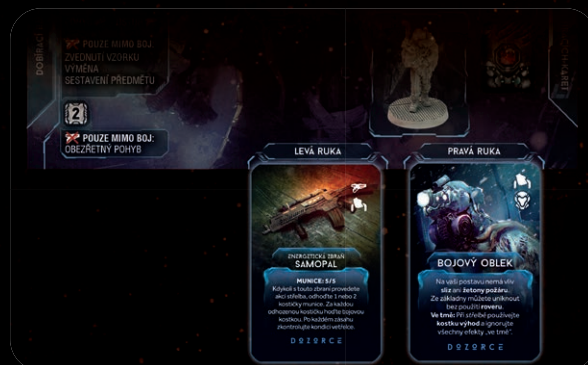 DOBÍRACÍ
POUZE MIMO BOJ:
ZVEDNUTÍ VZORKU
VÝMĚNA
SESTAVENÍ PŘEDMĚTU
2
POUZE MIMO BOJ:
OBEZŘETNÝ POHYB
LEVÁ RUKA
ENERGETICKÁ ZBRAŇ
SAMOPAL
MUNICE: 5/5
Kdykoli s touto zbraní provedete
akci střelba, odhoďte 1 nebo 2
kostičky munice. Za každou
odhozenou kostičku hoďte bojovou
kostkou. Po každém zásahu
zkontrolujte kondici vetřelce.
DOZORCE
PRAVÁ RUKA
BOJOVÝ OBLEK
Na vaši postavu nemá vliv
sliz ani žetony požáru.
Ze základny můžete uniknout
bez použití roveru.
Ve tmě: Při střelbě používejte
kostku výhod a ignorujte
všechny efekty „ve tmě“.
DOZORCE